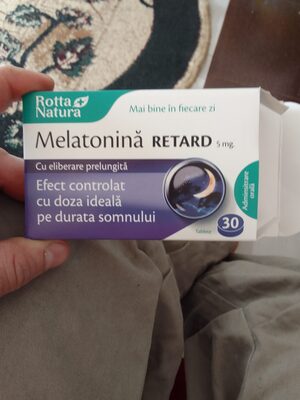 Rotta
Natura
Mai bine în fiecare zi
Melatonină RETARD 5 mg.
Cu eliberare prelungită
Efect controlat
cu doza ideală
pe durata somnului
30
Tablete
Administrare
orală